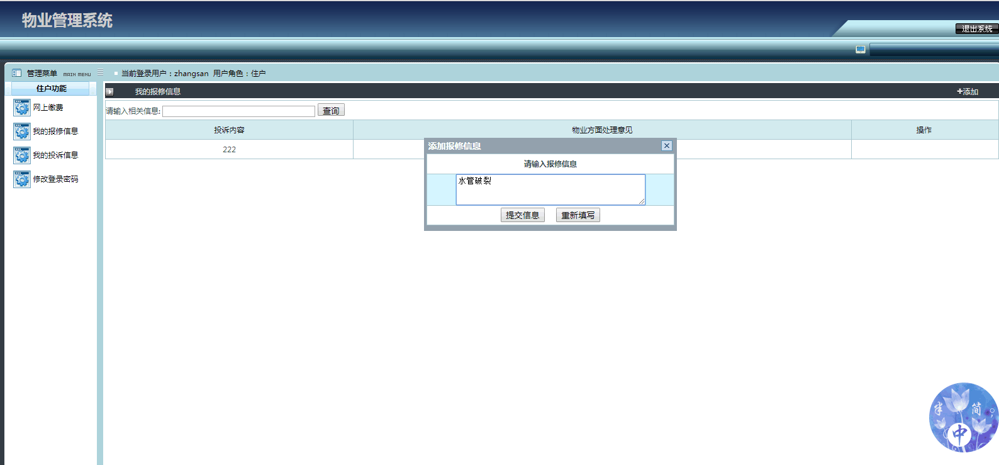 物业管理系统
退出系统
管理菜单 MAIN MENU
当前登录用户：zhangsan 用户角色：住户
住户功能
网上缴费
我的报修信息
我的投诉信息
修改登录密码
我的报修信息
+添加
请输入相关信息:
查询
投诉内容 物业方面处理意见 操作
222
添加报修信息
请输入报修信息
水管破裂
提交信息 重新填写
半 简
中